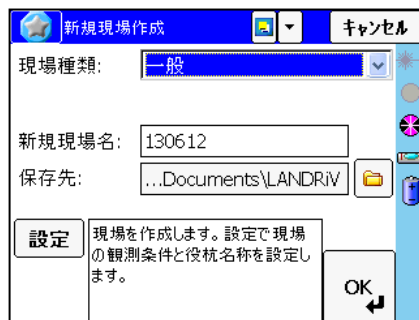 新規現場作成
キャンセル
現場種類:
一般
新規現場名:
130612
保存先:
...Documents\LANDRiV
設定
現場を作成します。設定で現場
の観測条件と役杭名称を設定し
ます。
OK